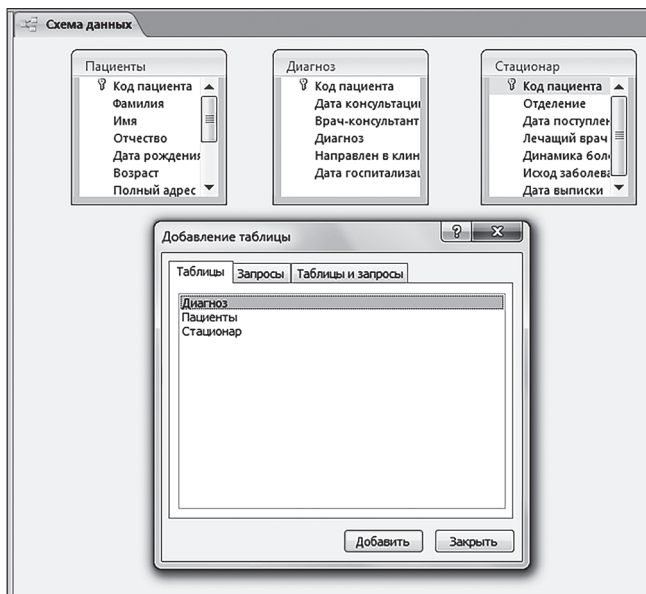 Схема данных
Пациенты
Код пациента
Фамилия
Имя
Отчество
Дата рождения
Возраст
Полный адрес
Диагноз
Код пациента
Дата консультации
Врач-консультант
Диагноз
Направлен в клин
Дата госпитализац
Стационар
Код пациента
Отделение
Дата поступлен
Лечащий врач
Динамика бол
Исход заболева
Дата выписки
Добавление таблицы
?
Таблицы Запросы Таблицы и запросы
Диагноз
Пациенты
Стационар
Добавить Закрыть